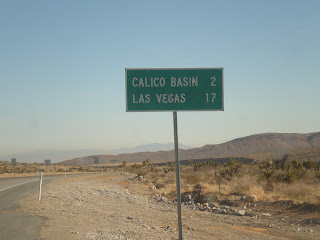 CALICO BASIN 2
LAS VEGAS 17